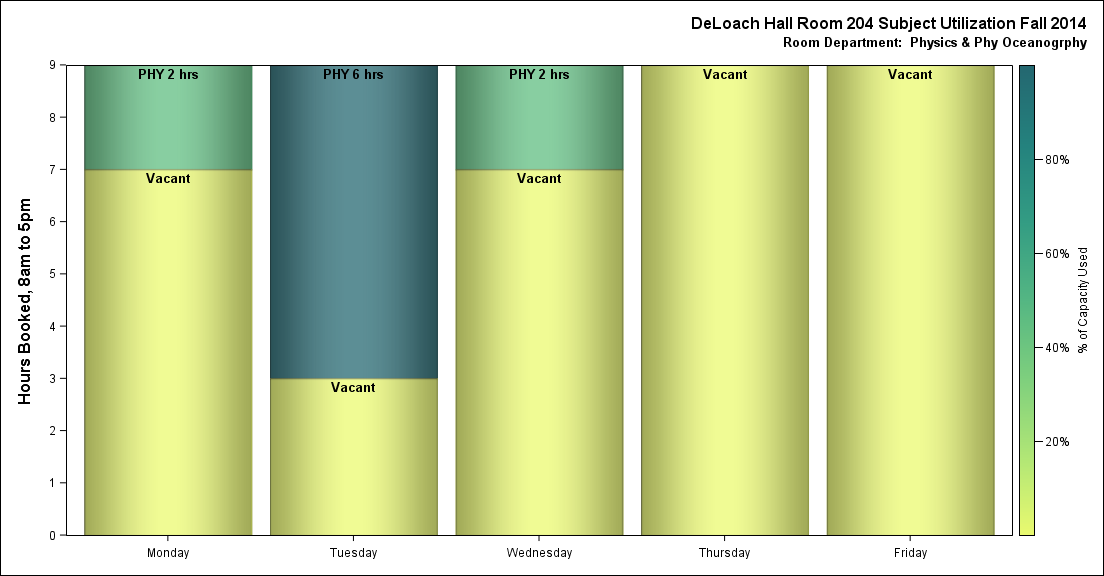 DeLoach Hall Room 204 Subject Utilization Fall 2014
Room Department:  Physics & Phy Oceanogrphy
Hours Booked, 8am to 5pm
9
8
7
6
5
4
3
2
1
0
PHY 2 hrs
Vacant
PHY 6 hrs
Vacant
PHY 2 hrs
Vacant
Vacant
Vacant
Monday
Tuesday
Wednesday
Thursday
Friday
80%
60%
40%
20%
% of Capacity Used